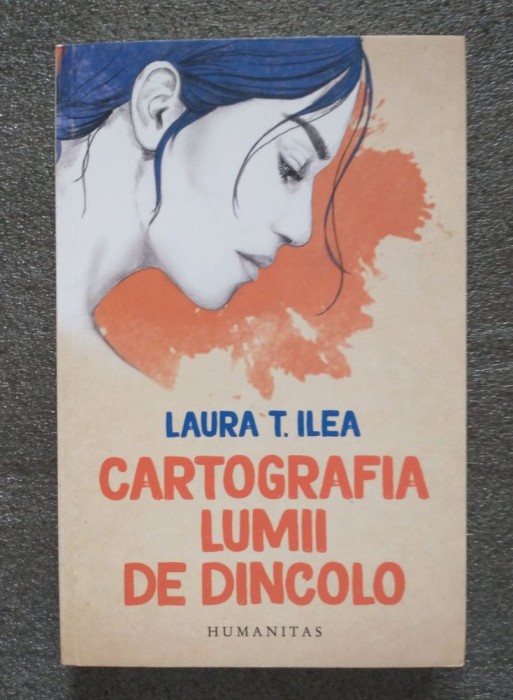 LAURA T. ILEA
CARTOGRAFIA
LUMII
DE DINCOLO
HUMANITAS